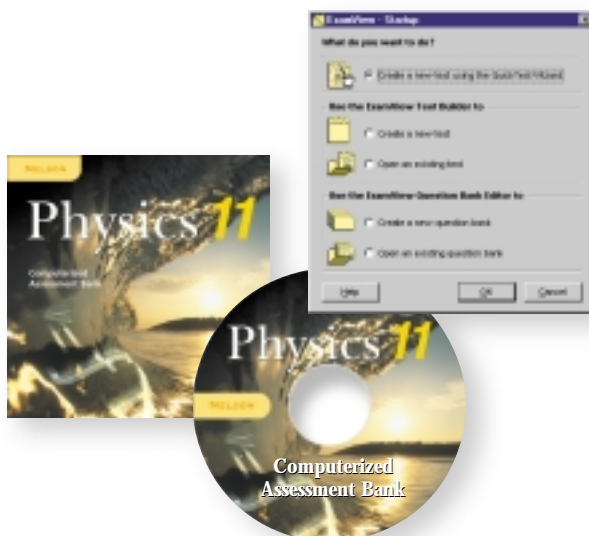 ExamView - Startup
What do you want to do?
Create a new test using the QuickTest Wizard
Use the ExamView Test Builder to
Create a new test
Open an existing test
Use the ExamView Question Bank Editor to
Create a new question bank
Open an existing question bank
Help
OK
Cancel
NELSON
Physics 11
Computerized
Assessment Bank
Physics 11
NELSON
Computerized
Assessment Bank